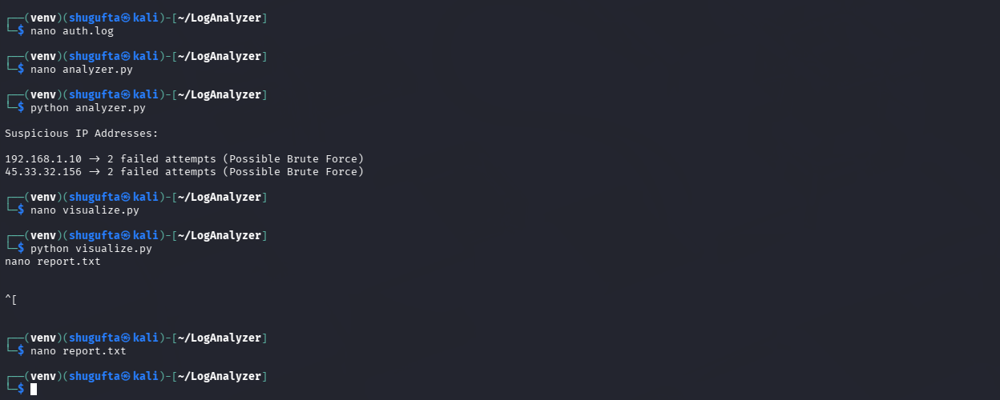 ┌──(venv)(shugufta㉿kali)-[~/LogAnalyzer]
└─$ nano auth.log
┌──(venv)(shugufta㉿kali)-[~/LogAnalyzer]
└─$ nano analyzer.py
┌──(venv)(shugufta㉿kali)-[~/LogAnalyzer]
└─$ python analyzer.py
Suspicious IP Addresses:
192.168.1.10 → 2 failed attempts (Possible Brute Force)
45.33.32.156 → 2 failed attempts (Possible Brute Force)
┌──(venv)(shugufta㉿kali)-[~/LogAnalyzer]
└─$ nano visualize.py
┌──(venv)(shugufta㉿kali)-[~/LogAnalyzer]
└─$ python visualize.py
nano report.txt
^[
┌──(venv)(shugufta㉿kali)-[~/LogAnalyzer]
└─$ nano report.txt
┌──(venv)(shugufta㉿kali)-[~/LogAnalyzer]
└─$